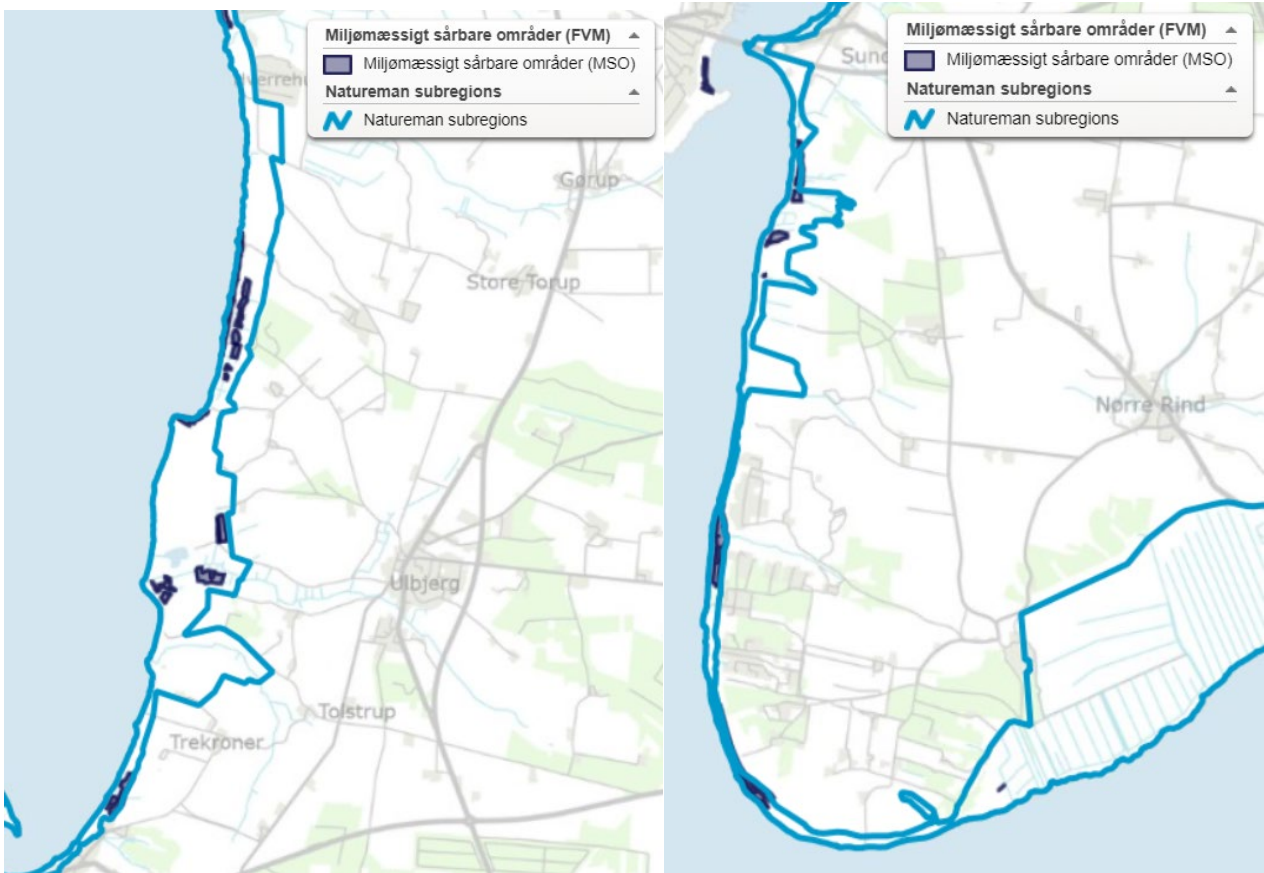 Miljømæssigt sårbare områder (FVM)
Miljømæssigt sårbare områder (MSO)
Natureman subregions
Natureman subregions
Gørup
Store Torup
Ulbjerg
Tolstrup
Trekroner
Miljømæssigt sårbare områder (FVM)
Miljømæssigt sårbare områder (MSO)
Natureman subregions
Natureman subregions
Nørre Rind